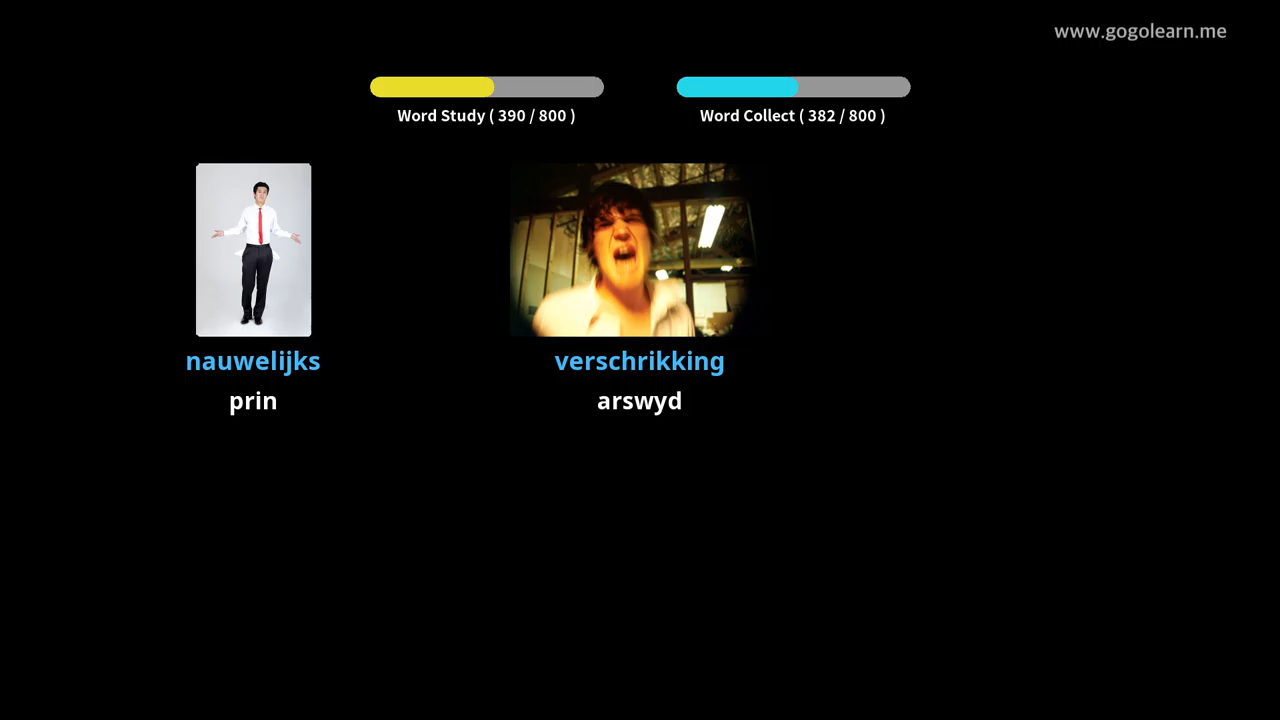 www.gogolearn.me
Word Study ( 390 / 800 )
Word Collect ( 382 / 800 )
nauwelijks
verschrikking
prin
arswyd